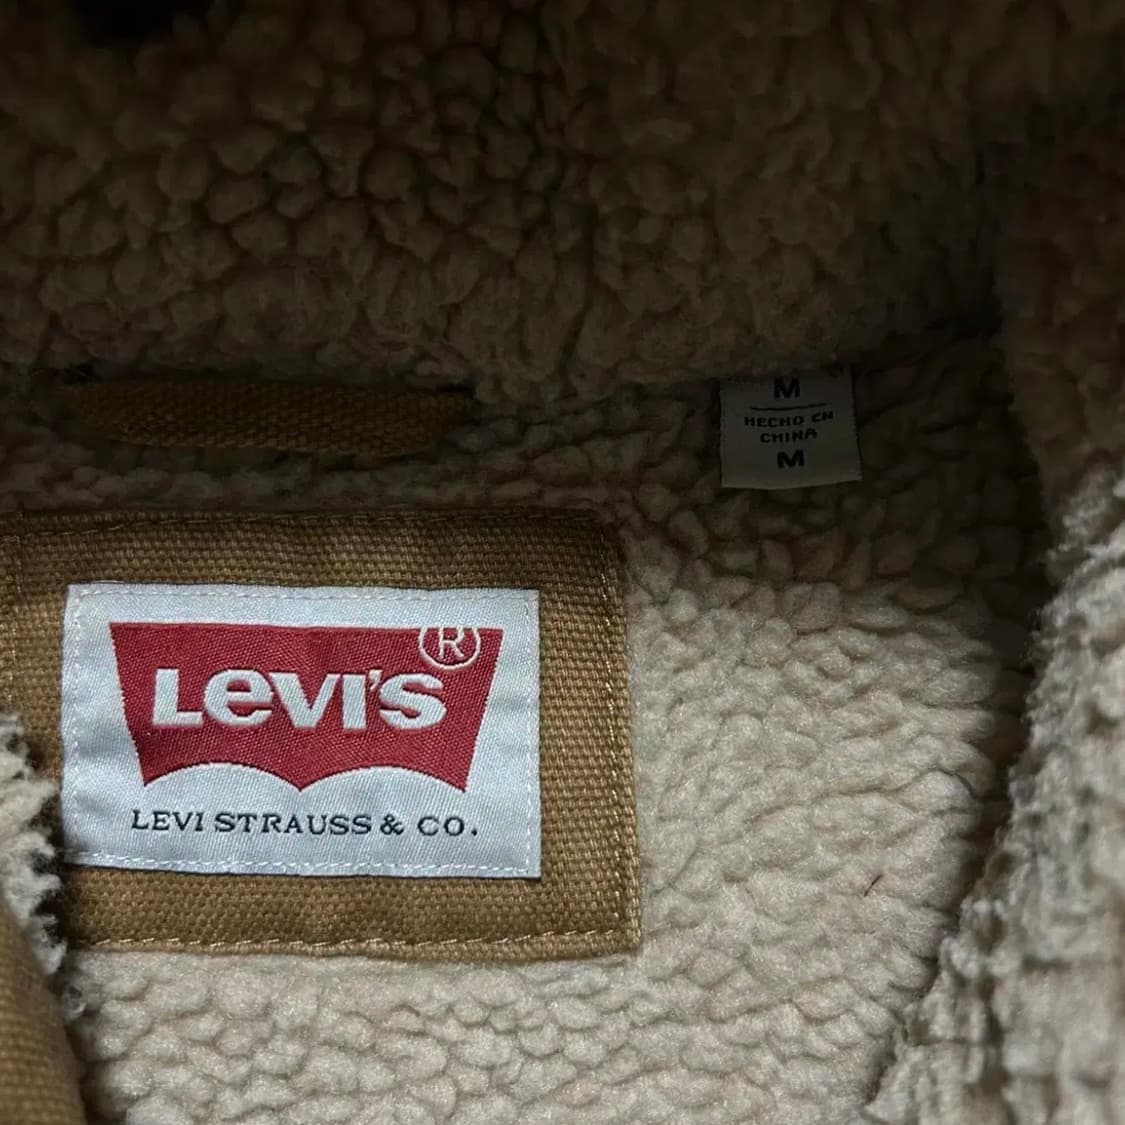 M
HECHO EN
CHINA
M
LEVI'S®
LEVI STRAUSS & CO.